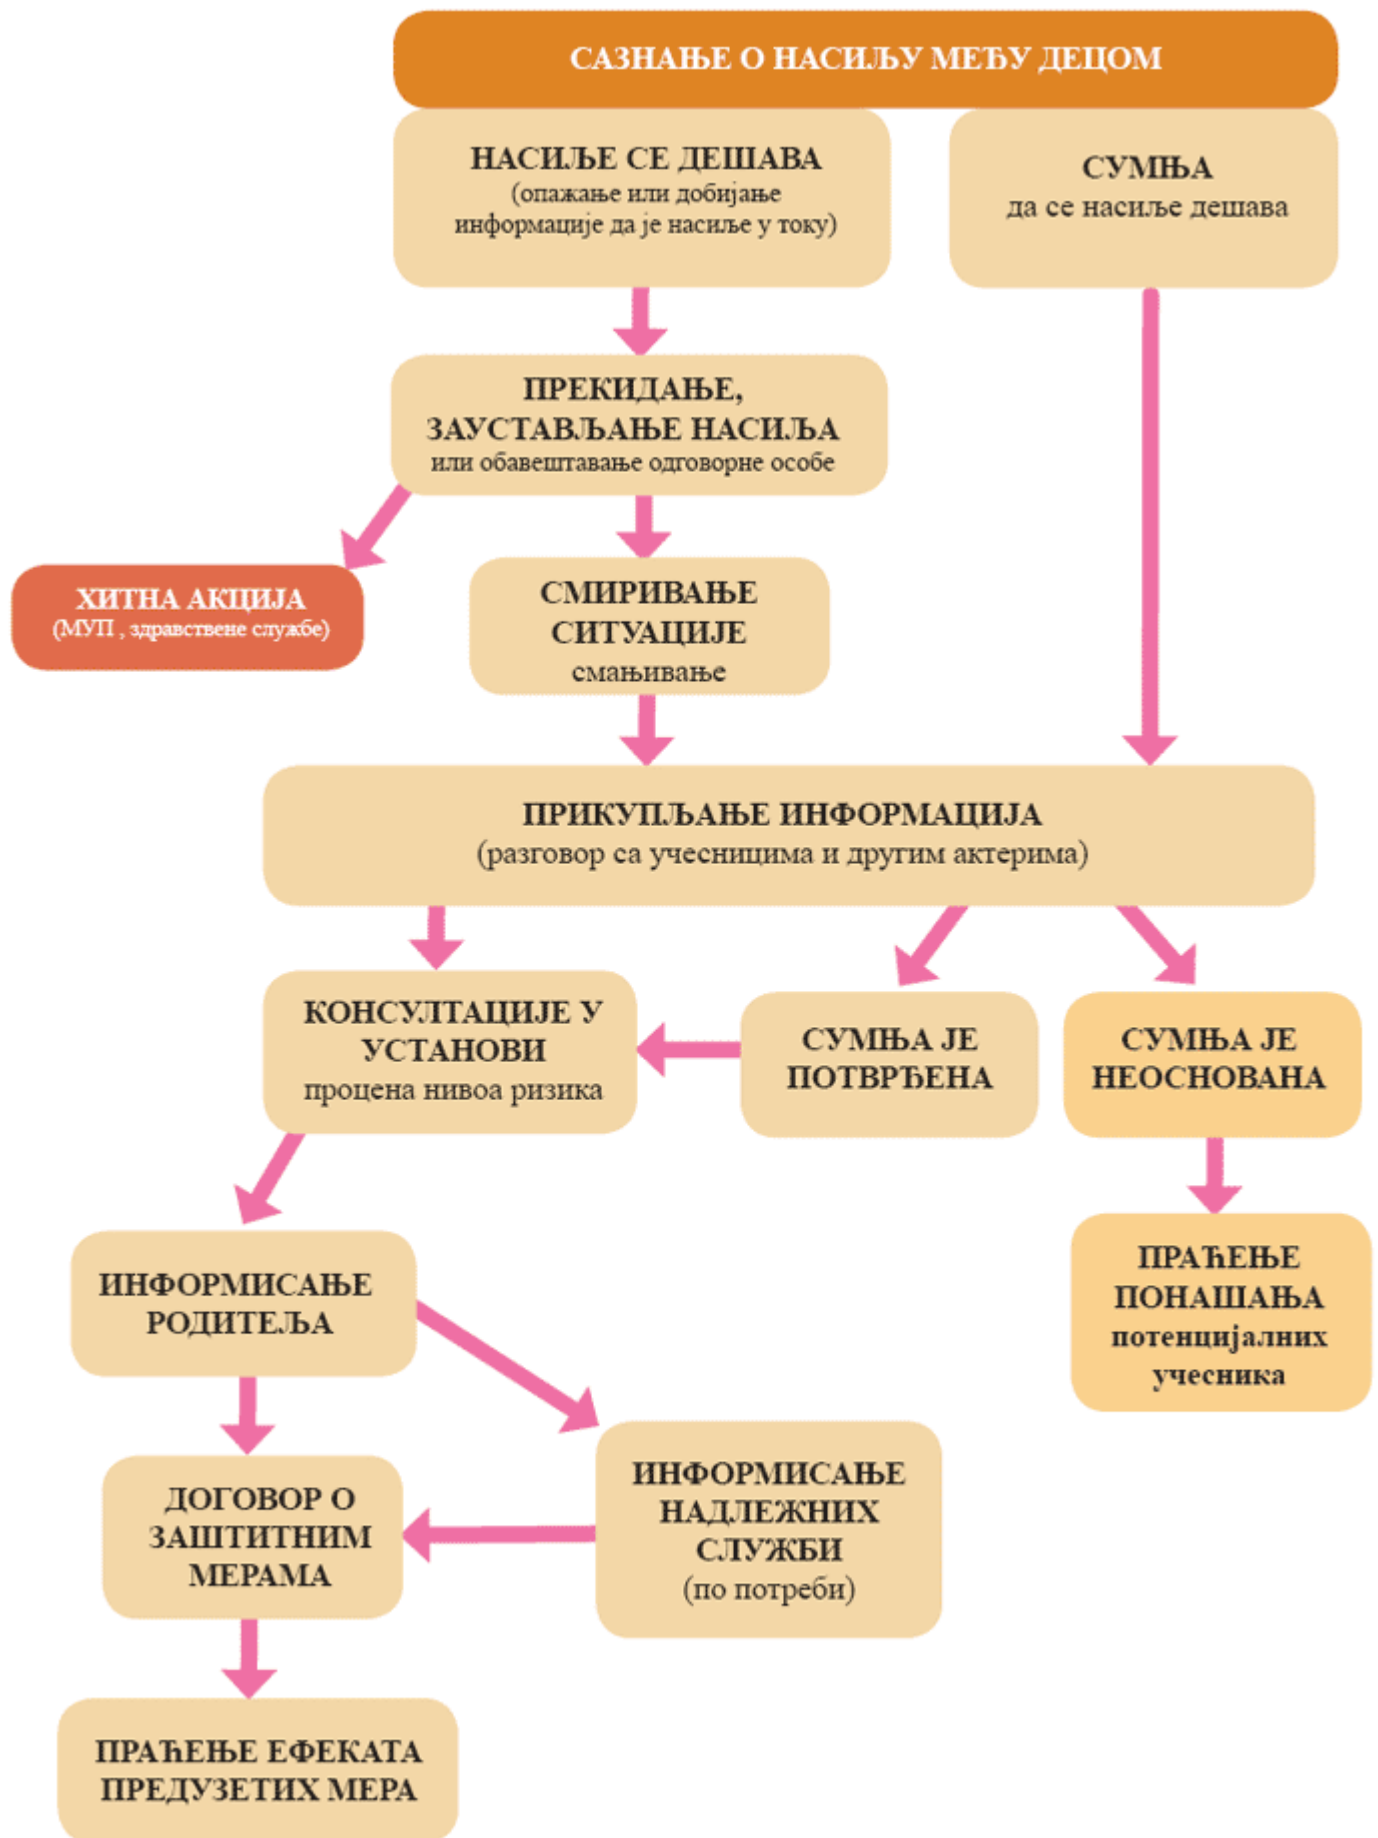 САЗНАЊЕ О НАСИЉУ МЕЂУ ДЕЦОМ
НАСИЉЕ СЕ ДЕШАВА
(опажање или добијање
информације да је насиље у току)
СУМЊА
да се насиље дешава
ПРЕКИДАЊЕ,
ЗАУСТАВЉАЊЕ НАСИЉА
или обавештавање одговорне особе
ХИТНА АКЦИЈА
(МУП , здравствене службе)
СМИРИВАЊЕ
СИТУАЦИЈЕ
смањивање
ПРИКУПЉАЊЕ ИНФОРМАЦИЈА
(разговор са учесницима и другим актерима)
КОНСУЛТАЦИЈЕ У
УСТАНОВИ
процена нивоа ризика
СУМЊА ЈЕ
ПОТВРЂЕНА
СУМЊА ЈЕ
НЕОСНОВАНА
ИНФОРМИСАЊЕ
РОДИТЕЉА
ПРАЋЕЊЕ
ПОНАШАЊА
потенцијалних
учесника
ДОГОВОР О
ЗАШТИТНИМ
МЕРАМА
ИНФОРМИСАЊЕ
НАДЛЕЖНИХ
СЛУЖБИ
(по потреби)
ПРАЋЕЊЕ ЕФЕКАТА
ПРЕДУЗЕТИХ МЕРА